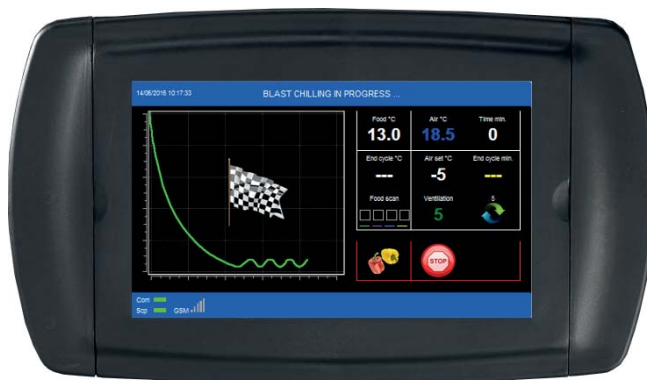 14/06/2016 10:17:33 BLAST CHILLING IN PROGRESS ...
Food °C Air °C Time min.
13.0 18.5 0
End cycle °C Air set °C End cycle min.
--- -5 ---
Food scan Ventilation 5
5
STOP
Com
Scp GSM